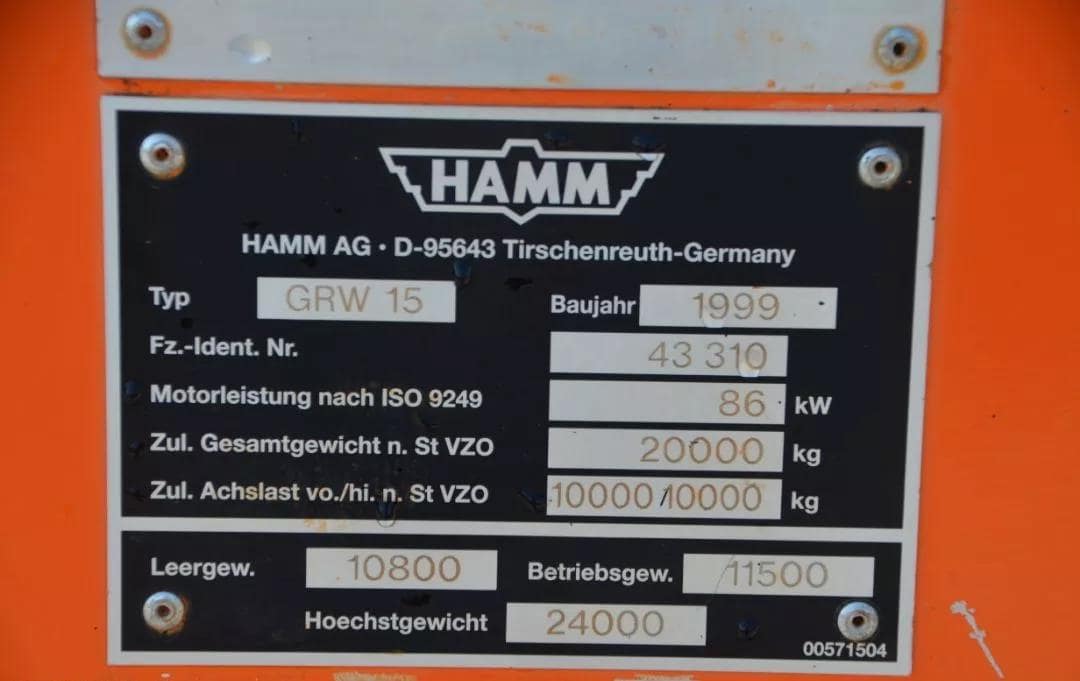 HAMM
HAMM AG · D-95643 Tirschenreuth-Germany
Typ GRW 15 Baujahr 1999
Fz.-Ident. Nr. 43 310
Motorleistung nach ISO 9249 86 kW
Zul. Gesamtgewicht n. St VZO 20000 kg
Zul. Achslast vo./hi. n. St VZO 10000/10000 kg
Leergew. 10800 Betriebsgew. 11500
Hoechstgewicht 24000
00571504